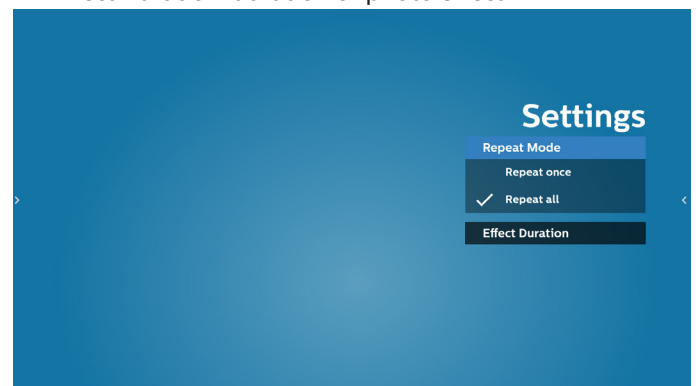 Settings
Repeat Mode
Repeat once
Repeat all
Effect Duration